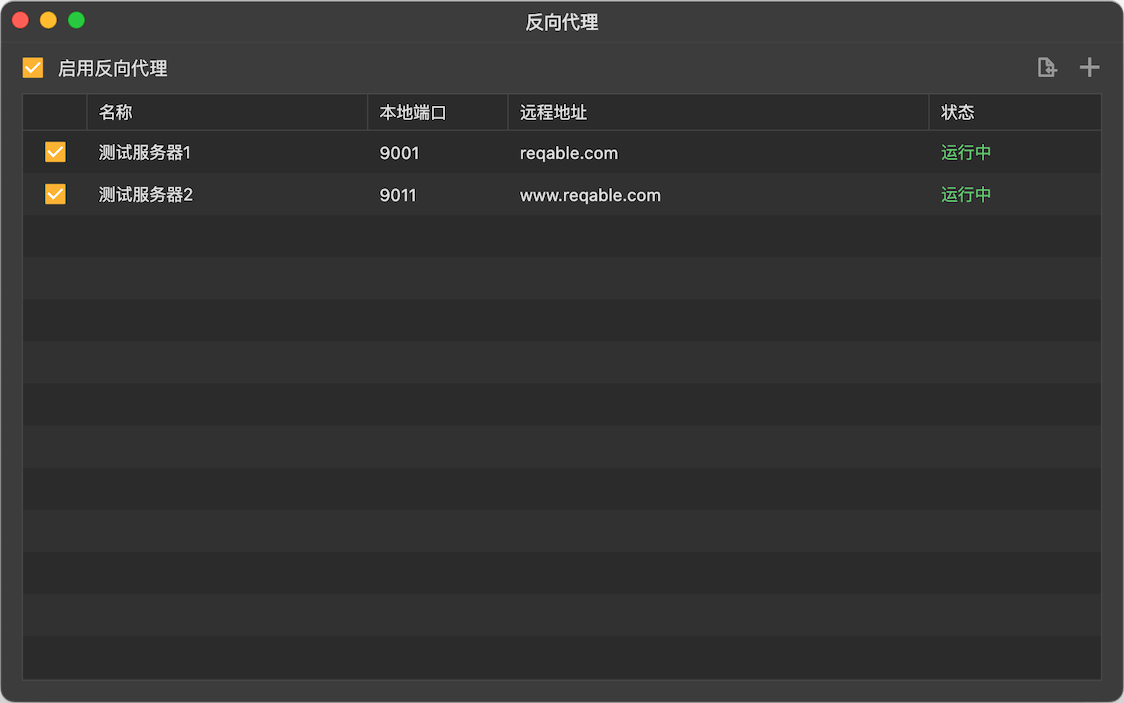 反向代理
启用反向代理
名称 本地端口 远程地址 状态
测试服务器1 9001 reqable.com 运行中
测试服务器2 9011 www.reqable.com 运行中